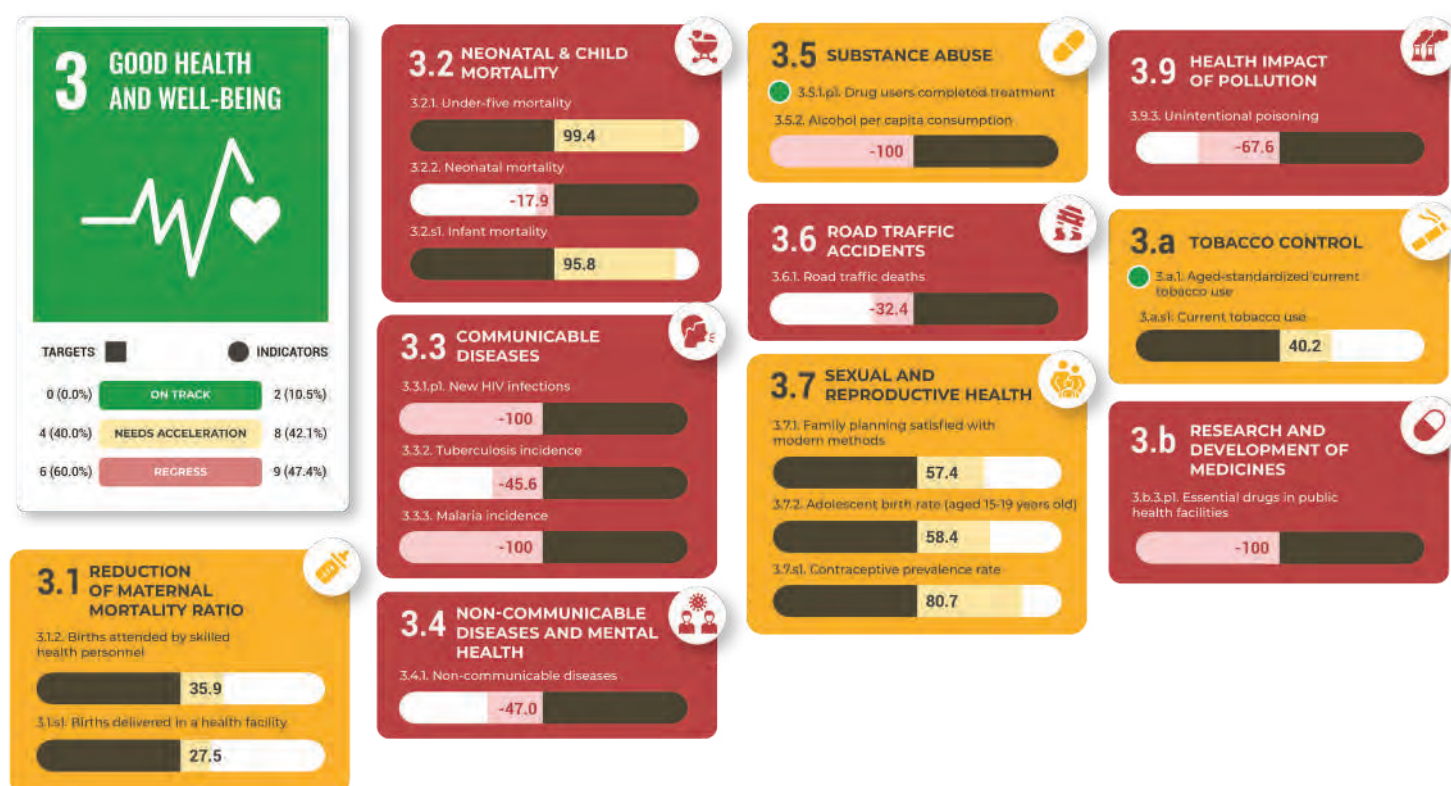 3 GOOD HEALTH
AND WELL-BEING
TARGETS
INDICATORS
0 (0.0%) ON TRACK 2 (10.5%)
4 (40.0%) NEEDS ACCELERATION 8 (42.1%)
6 (60.0%) REGRESS 9 (47.4%)
3.1 REDUCTION
OF MATERNAL
MORTALITY RATIO
3.1.2. Births attended by skilled
health personnel
35.9
3.1.s1. Births delivered in a health facility
27.5
3.2 NEONATAL & CHILD
MORTALITY
3.2.1. Under-five mortality
99.4
3.2.2. Neonatal mortality
-17.9
3.2.s1. Infant mortality
95.8
3.3 COMMUNICABLE
DISEASES
3.3.1.p1. New HIV infections
-100
3.3.2. Tuberculosis incidence
-45.6
3.3.3. Malaria incidence
-100
3.4 NON-COMMUNICABLE
DISEASES AND MENTAL
HEALTH
3.4.1. Non-communicable diseases
-47.0
3.5 SUBSTANCE ABUSE
3.5.1.p1. Drug users completed treatment
3.5.2. Alcohol per capita consumption
-100
3.6 ROAD TRAFFIC
ACCIDENTS
3.6.1. Road traffic deaths
-32.4
3.7 SEXUAL AND
REPRODUCTIVE HEALTH
3.7.1. Family planning satisfied with
modern methods
57.4
3.7.2. Adolescent birth rate (aged 15-19 years old)
58.4
3.7.s1. Contraceptive prevalence rate
80.7
3.9 HEALTH IMPACT
OF POLLUTION
3.9.3. Unintentional poisoning
-67.6
3.a TOBACCO CONTROL
3.a.1. Aged-standardized current
tobacco use
3.a.s1. Current tobacco use
40.2
3.b RESEARCH AND
DEVELOPMENT OF
MEDICINES
3.b.3.p1. Essential drugs in public
health facilities
-100